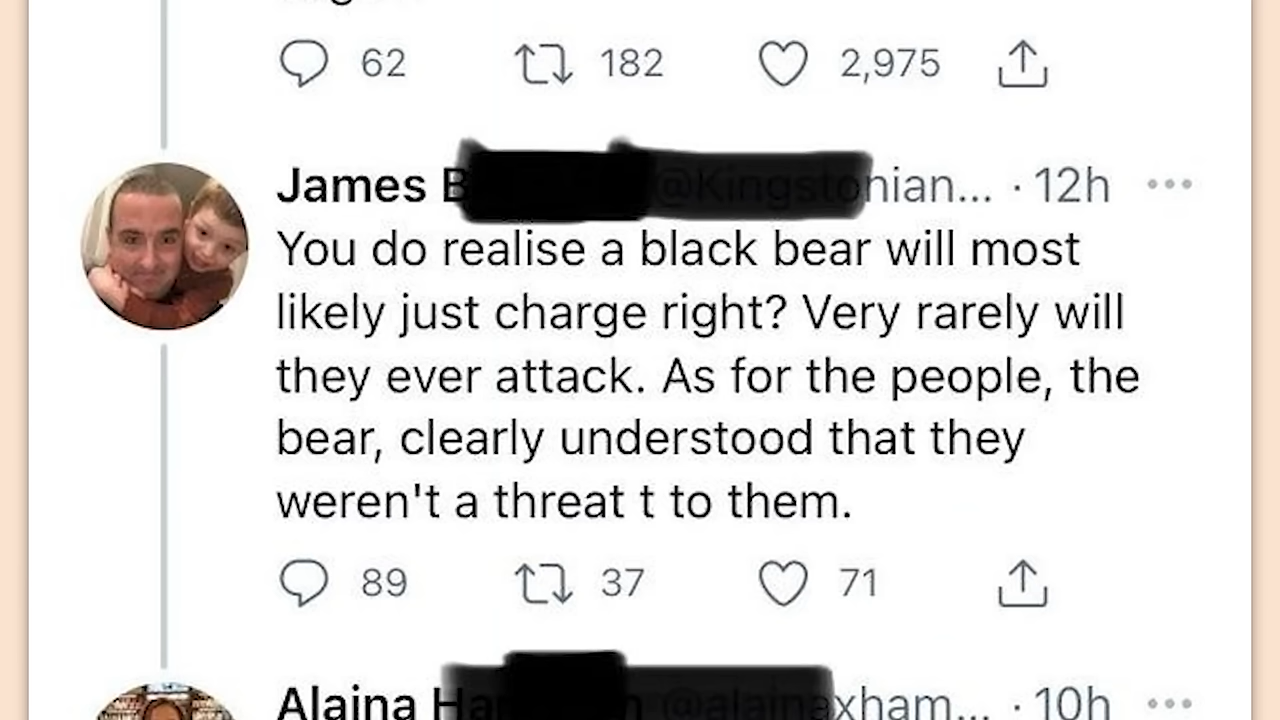 62 182 2,975
James B @Kingstonian... · 12h
You do realise a black bear will most
likely just charge right? Very rarely will
they ever attack. As for the people, the
bear, clearly understood that they
weren't a threat t to them.
89 37 71
Alaina · 10h